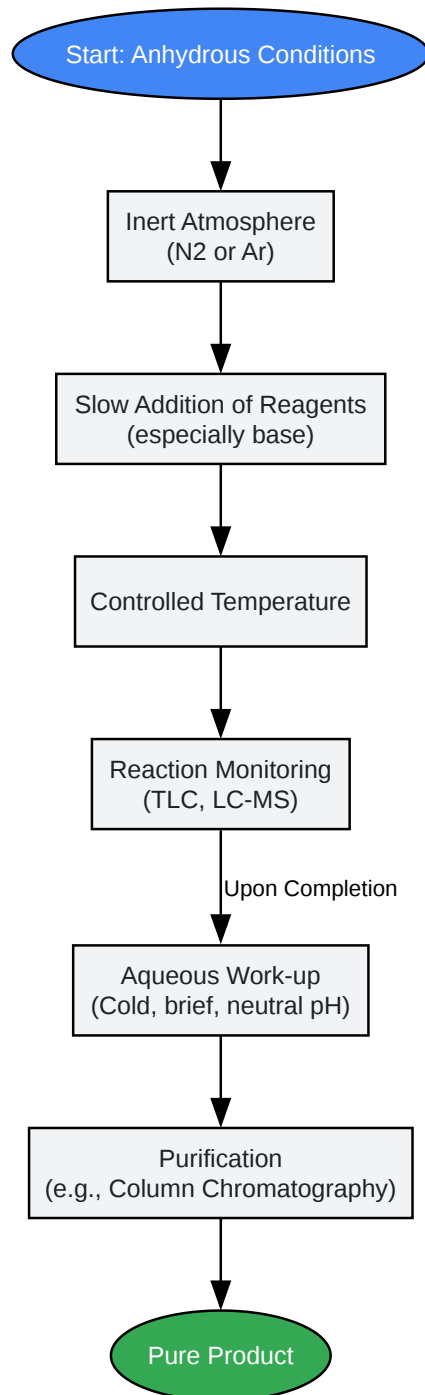 Start: Anhydrous Conditions
Inert Atmosphere
(N2 or Ar)
Slow Addition of Reagents
(especially base)
Controlled Temperature
Reaction Monitoring
(TLC, LC-MS)
Upon Completion
Aqueous Work-up
(Cold, brief, neutral pH)
Purification
(e.g., Column Chromatography)
Pure Product